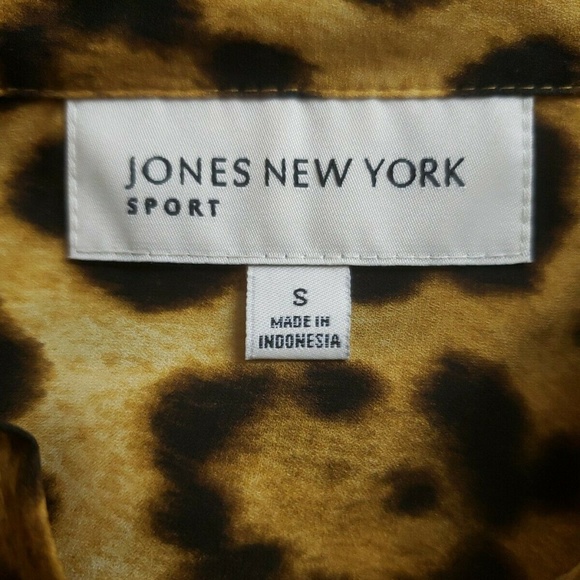 JONES NEW YORK
SPORT
S
MADE IN
INDONESIA